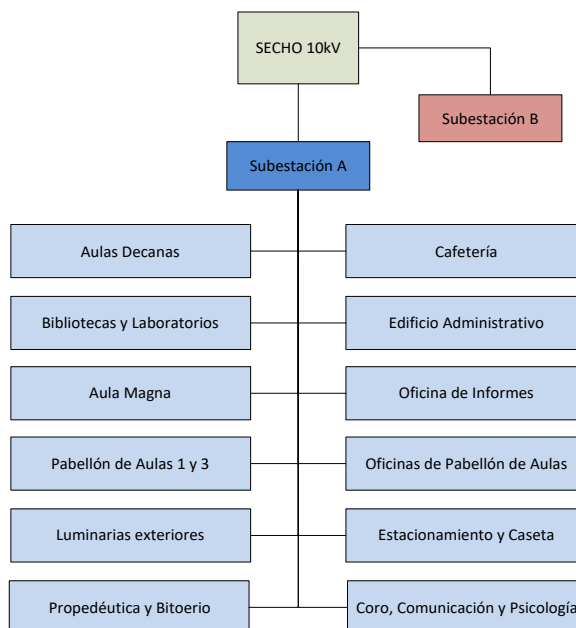 SECHO 10kV
Subestación B
Subestación A
Aulas Decanas
Cafetería
Bibliotecas y Laboratorios
Edificio Administrativo
Aula Magna
Oficina de Informes
Pabellón de Aulas 1 y 3
Oficinas de Pabellón de Aulas
Luminarias exteriores
Estacionamiento y Caseta
Propedéutica y Bitoerio
Coro, Comunicación y Psicología